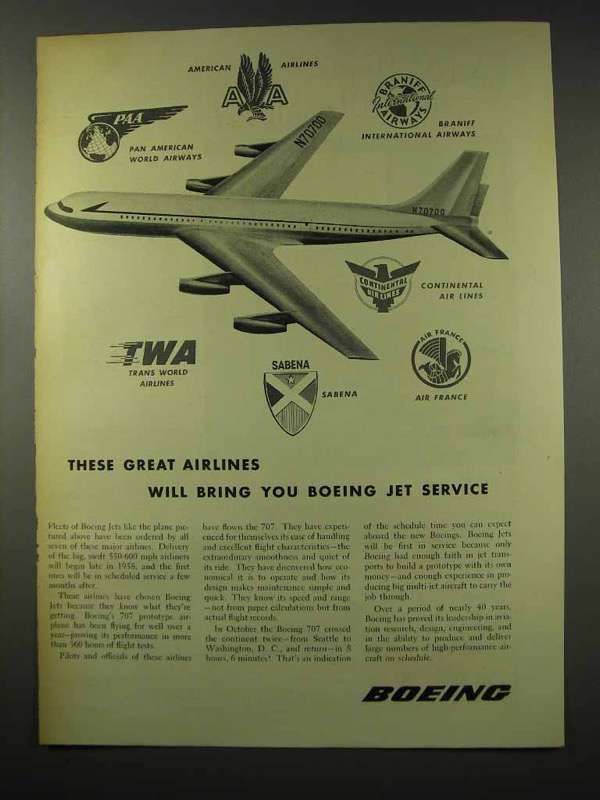 AMERICAN AIRLINES
A A
PAA
PAN AMERICAN
WORLD AIRWAYS
BRANIFF
International
AIRWAYS
BRANIFF
INTERNATIONAL AIRWAYS
N70700
N70700
CONTINENTAL
AIR LINES
CONTINENTAL
AIR LINES
TWA
TRANS WORLD
AIRLINES
SABENA
SABENA
AIR FRANCE
AIR FRANCE
THESE GREAT AIRLINES
WILL BRING YOU BOEING JET SERVICE
Fleets of Boeing Jets like the plane pic-
tured above have been ordered by all
seven of these major airlines. Delivery
of the big, swift 550-600 mph airliners
will begin late in 1958, and the first
ones will be in scheduled service a few
months after.
These airlines have chosen Boeing
Jets because they know what they're
getting. Boeing's 707 prototype air-
plane has been flying for well over a
year—proving its performance in more
than 300 hours of flight tests.
Pilots and officials of these airlines
have flown the 707. They have experi-
enced for themselves its ease of handling
and excellent flight characteristics—the
extraordinary smoothness and quiet of
its ride. They have discovered how eco-
nomical it is to operate and how its
design makes maintenance simple and
quick. They know its speed and range
—not from paper calculations but from
actual flight records.
In October the Boeing 707 crossed
the continent twice—from Seattle to
Washington, D. C., and return—in 8
hours, 6 minutes! That's an indication
of the schedule time you can expect
aboard the new Boeings. Boeing Jets
will be first in service because only
Boeing had enough faith in jet trans-
ports to build a prototype with its own
money—and enough experience in pro-
ducing big multi-jet aircraft to carry the
job through.
Over a period of nearly 40 years,
Boeing has proved its leadership in avia-
tion research, design, engineering, and
in the ability to produce and deliver
large numbers of high-performance air-
craft on schedule.
BOEING